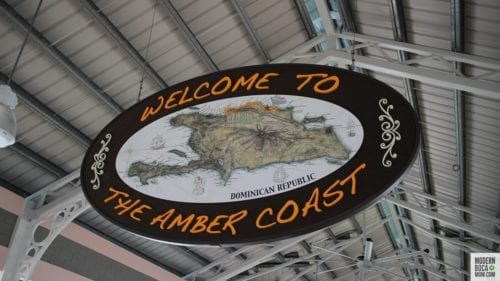 WELCOME TO
DOMINICAN REPUBLIC
THE AMBER COAST
MODERN
BOCA
MOM.COM